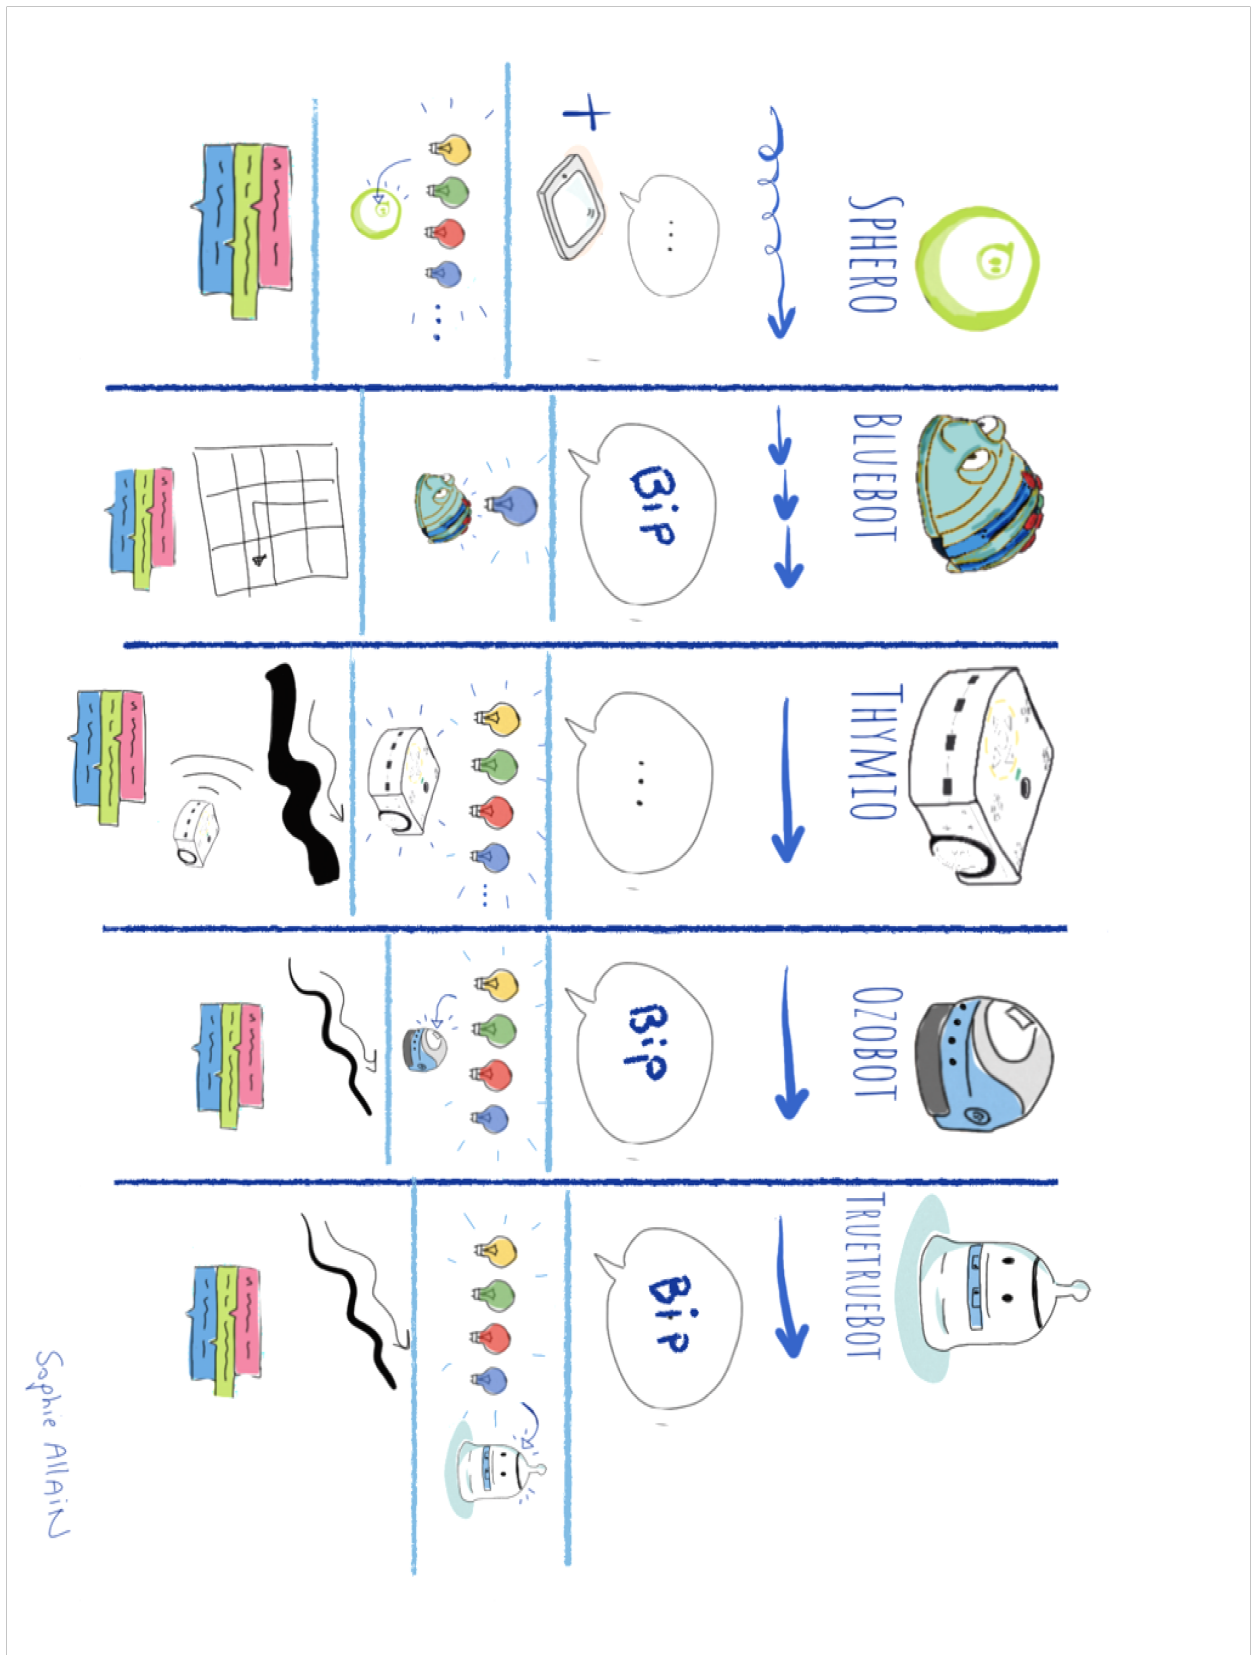 SPHERO
...
+
...
BLUEBOT
Bip
THYMIO
...
...
OZOBOT
Bip
TRUETRUEBOT
Bip
Sophie AllAiN